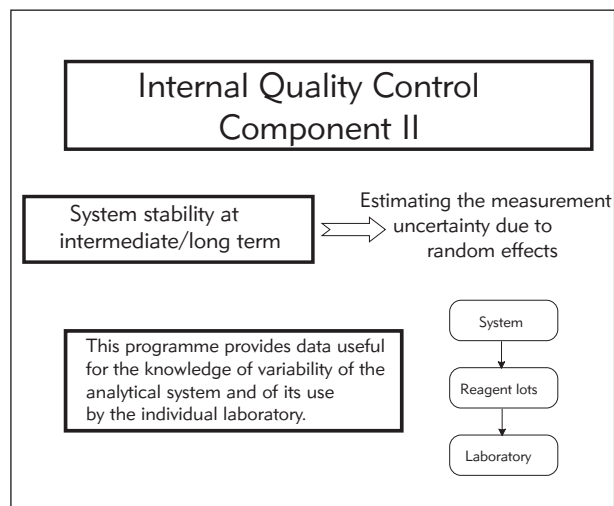 Internal Quality Control
Component II
System stability at
intermediate/long term
Estimating the measurement
uncertainty due to
random effects
This programme provides data useful
for the knowledge of variability of the
analytical system and of its use
by the individual laboratory.
System
Reagent lots
Laboratory